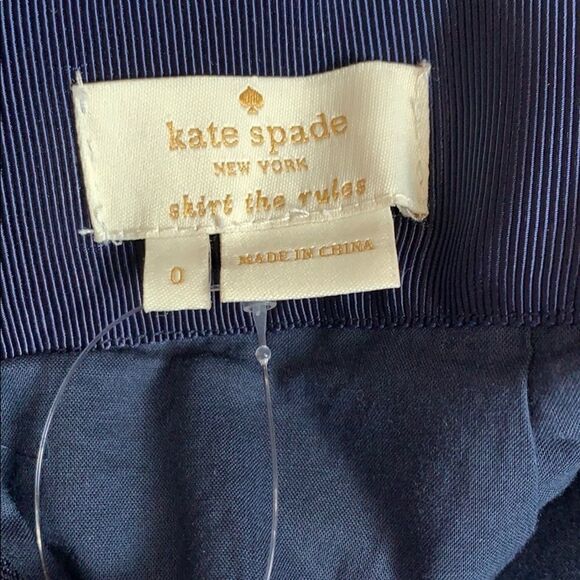 kate spade
NEW YORK
skirt the rules
0
MADE IN CHINA